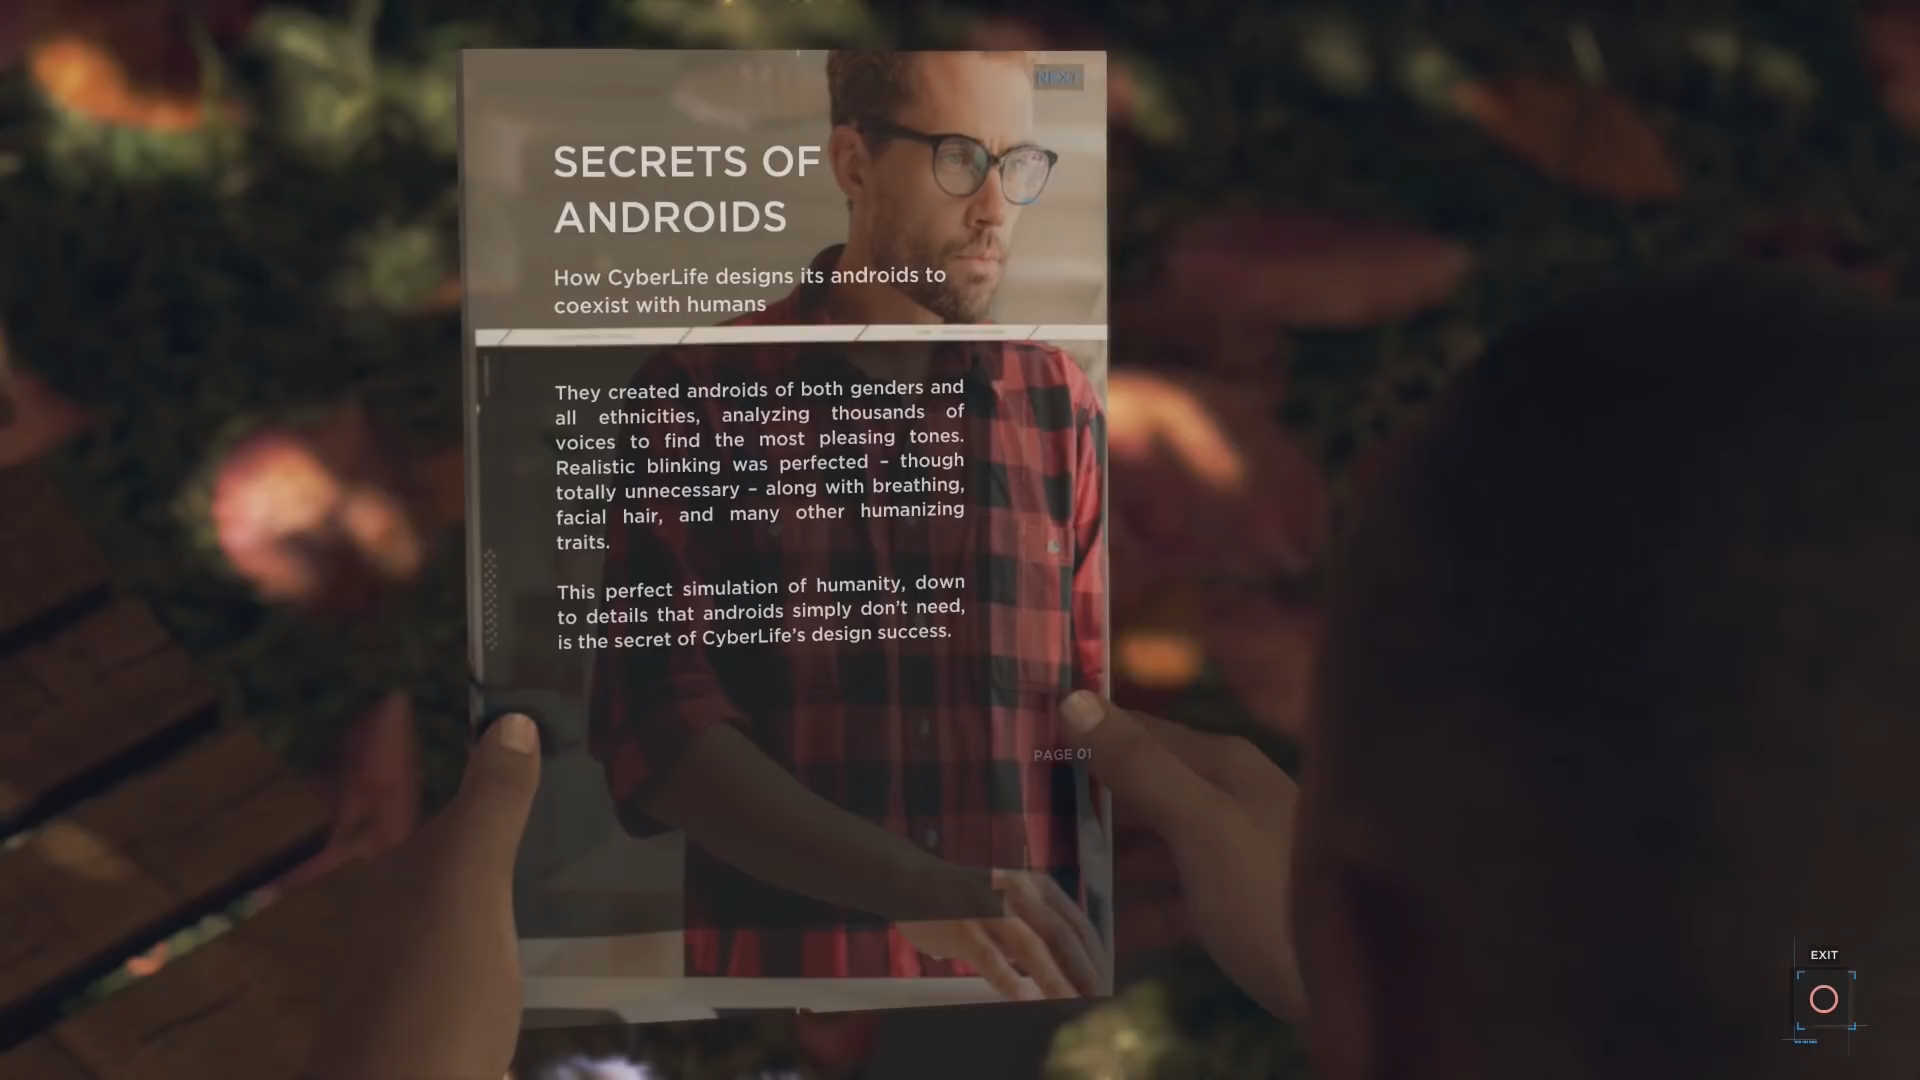 NEXT
SECRETS OF
ANDROIDS
How CyberLife designs its androids to
coexist with humans
They created androids of both genders and
all ethnicities, analyzing thousands of
voices to find the most pleasing tones.
Realistic blinking was perfected – though
totally unnecessary – along with breathing,
facial hair, and many other humanizing
traits.
This perfect simulation of humanity, down
to details that androids simply don't need,
is the secret of CyberLife's design success.
PAGE 01
EXIT